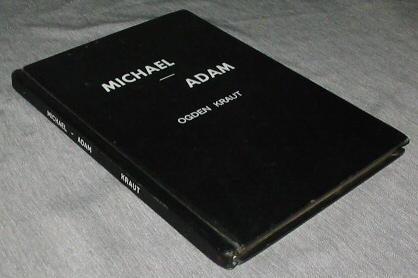 MICHAEL
—
ADAM
OGDEN KRAUT
MICHAEL - ADAM KRAUT